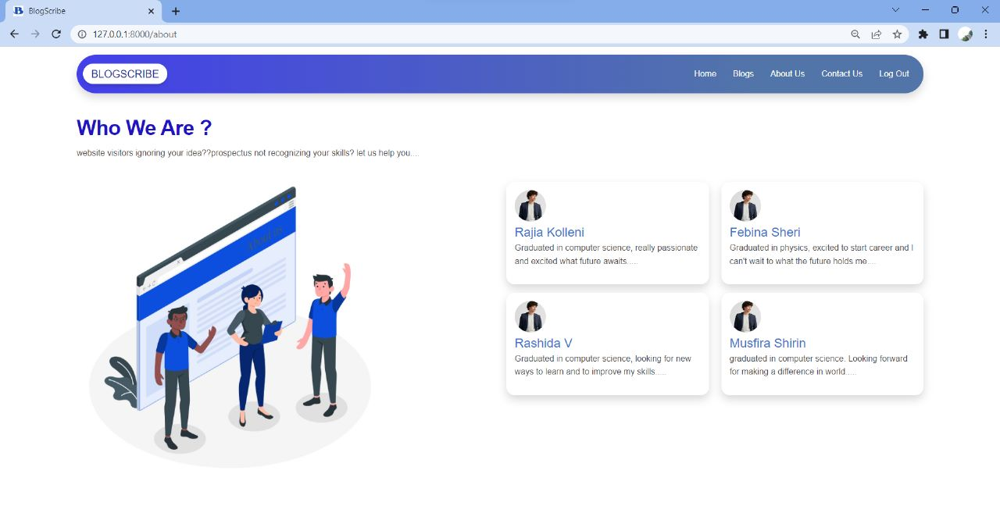 BlogScribe
127.0.0.1:8000/about
BLOGSCRIBE
Home
Blogs
About Us
Contact Us
Log Out
Who We Are ?
website visitors ignoring your idea??prospectus not recognizing your skills? let us help you....
About us
Rajia Kolleni
Graduated in computer science, really passionate
and excited what future awaits.....
Febina Sheri
Graduated in physics, excited to start career and I
can't wait to what the future holds me....
Rashida V
Graduated in computer science, looking for new
ways to learn and to improve my skills.....
Musfira Shirin
graduated in computer science. Looking forward
for making a difference in world.....